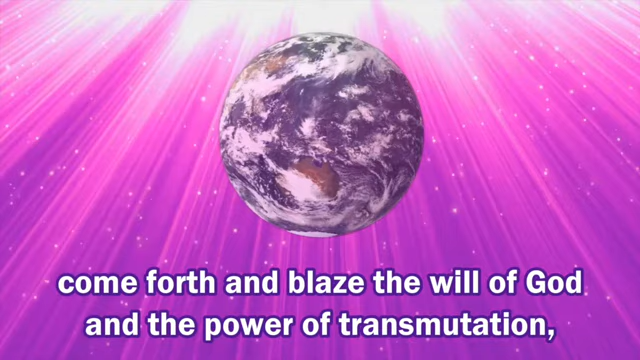 come forth and blaze the will of God
and the power of transmutation,